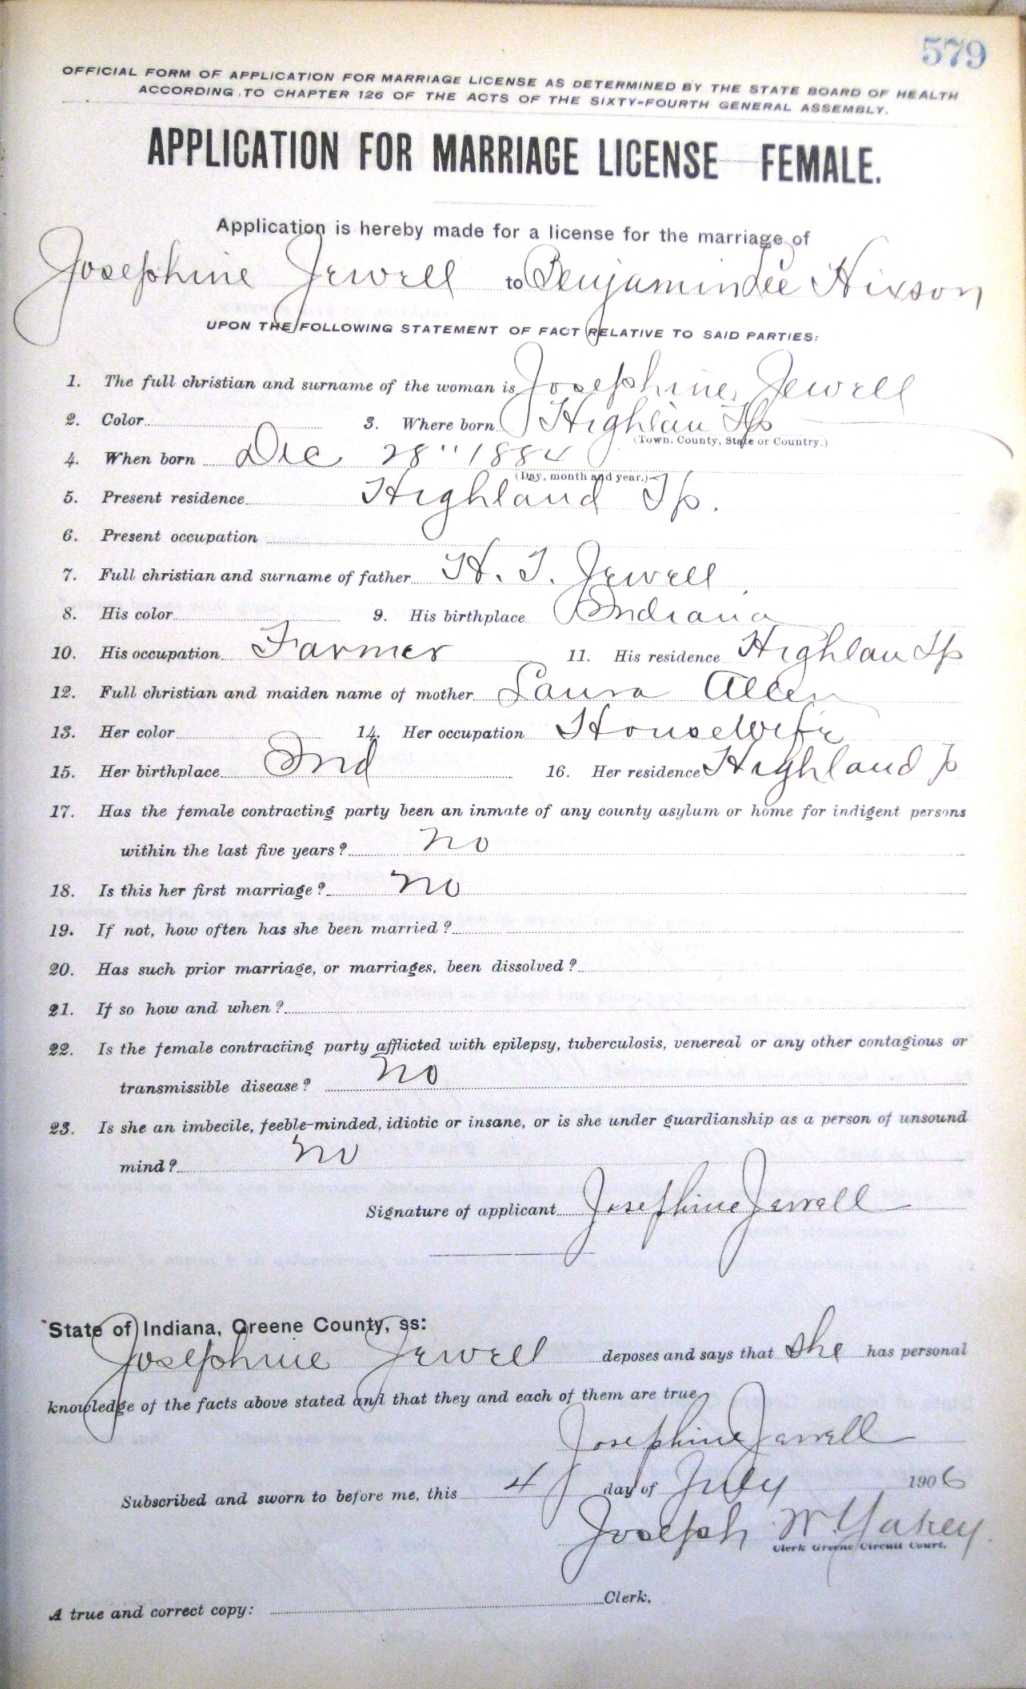 579
OFFICIAL FORM OF APPLICATION FOR MARRIAGE LICENSE AS DETERMINED BY THE STATE BOARD OF HEALTH
ACCORDING TO CHAPTER 126 OF THE ACTS OF THE SIXTY-FOURTH GENERAL ASSEMBLY.
APPLICATION FOR MARRIAGE LICENSE FEMALE.
Application is hereby made for a license for the marriage of
Josephine Jewell to Benjamin Lee Hixson
UPON THE FOLLOWING STATEMENT OF FACT RELATIVE TO SAID PARTIES:
1. The full christian and surname of the woman is Josephine Jewell
2. Color 3. Where born Highlan Tp
(Town. County, State or Country.)
4. When born Dec 28" 1884
(Day, month and year.)
5. Present residence Highland Tp.
6. Present occupation
7. Full christian and surname of father H. T. Jewell
8. His color 9. His birthplace Indiana
10. His occupation Farmer 11. His residence Highlan Tp
12. Full christian and maiden name of mother Laura Allen
13. Her color 14. Her occupation Housewife
15. Her birthplace Ind 16. Her residence Highland Tp
17. Has the female contracting party been an inmate of any county asylum or home for indigent persons
within the last five years? no
18. Is this her first marriage? no
19. If not, how often has she been married?
20. Has such prior marriage, or marriages, been dissolved?
21. If so how and when?
22. Is the female contracting party afflicted with epilepsy, tuberculosis, venereal or any other contagious or
transmissible disease? no
23. Is she an imbecile, feeble-minded, idiotic or insane, or is she under guardianship as a person of unsound
mind? no
Signature of applicant Josephine Jewell
State of Indiana, Greene County, ss:
Josephine Jewell deposes and says that she has personal
knowledge of the facts above stated and that they and each of them are true
Josephine Jewell
Subscribed and sworn to before me, this 4 day of July 1906
Joseph W. Yakey
Clerk Greene Circuit Court.
A true and correct copy: Clerk.